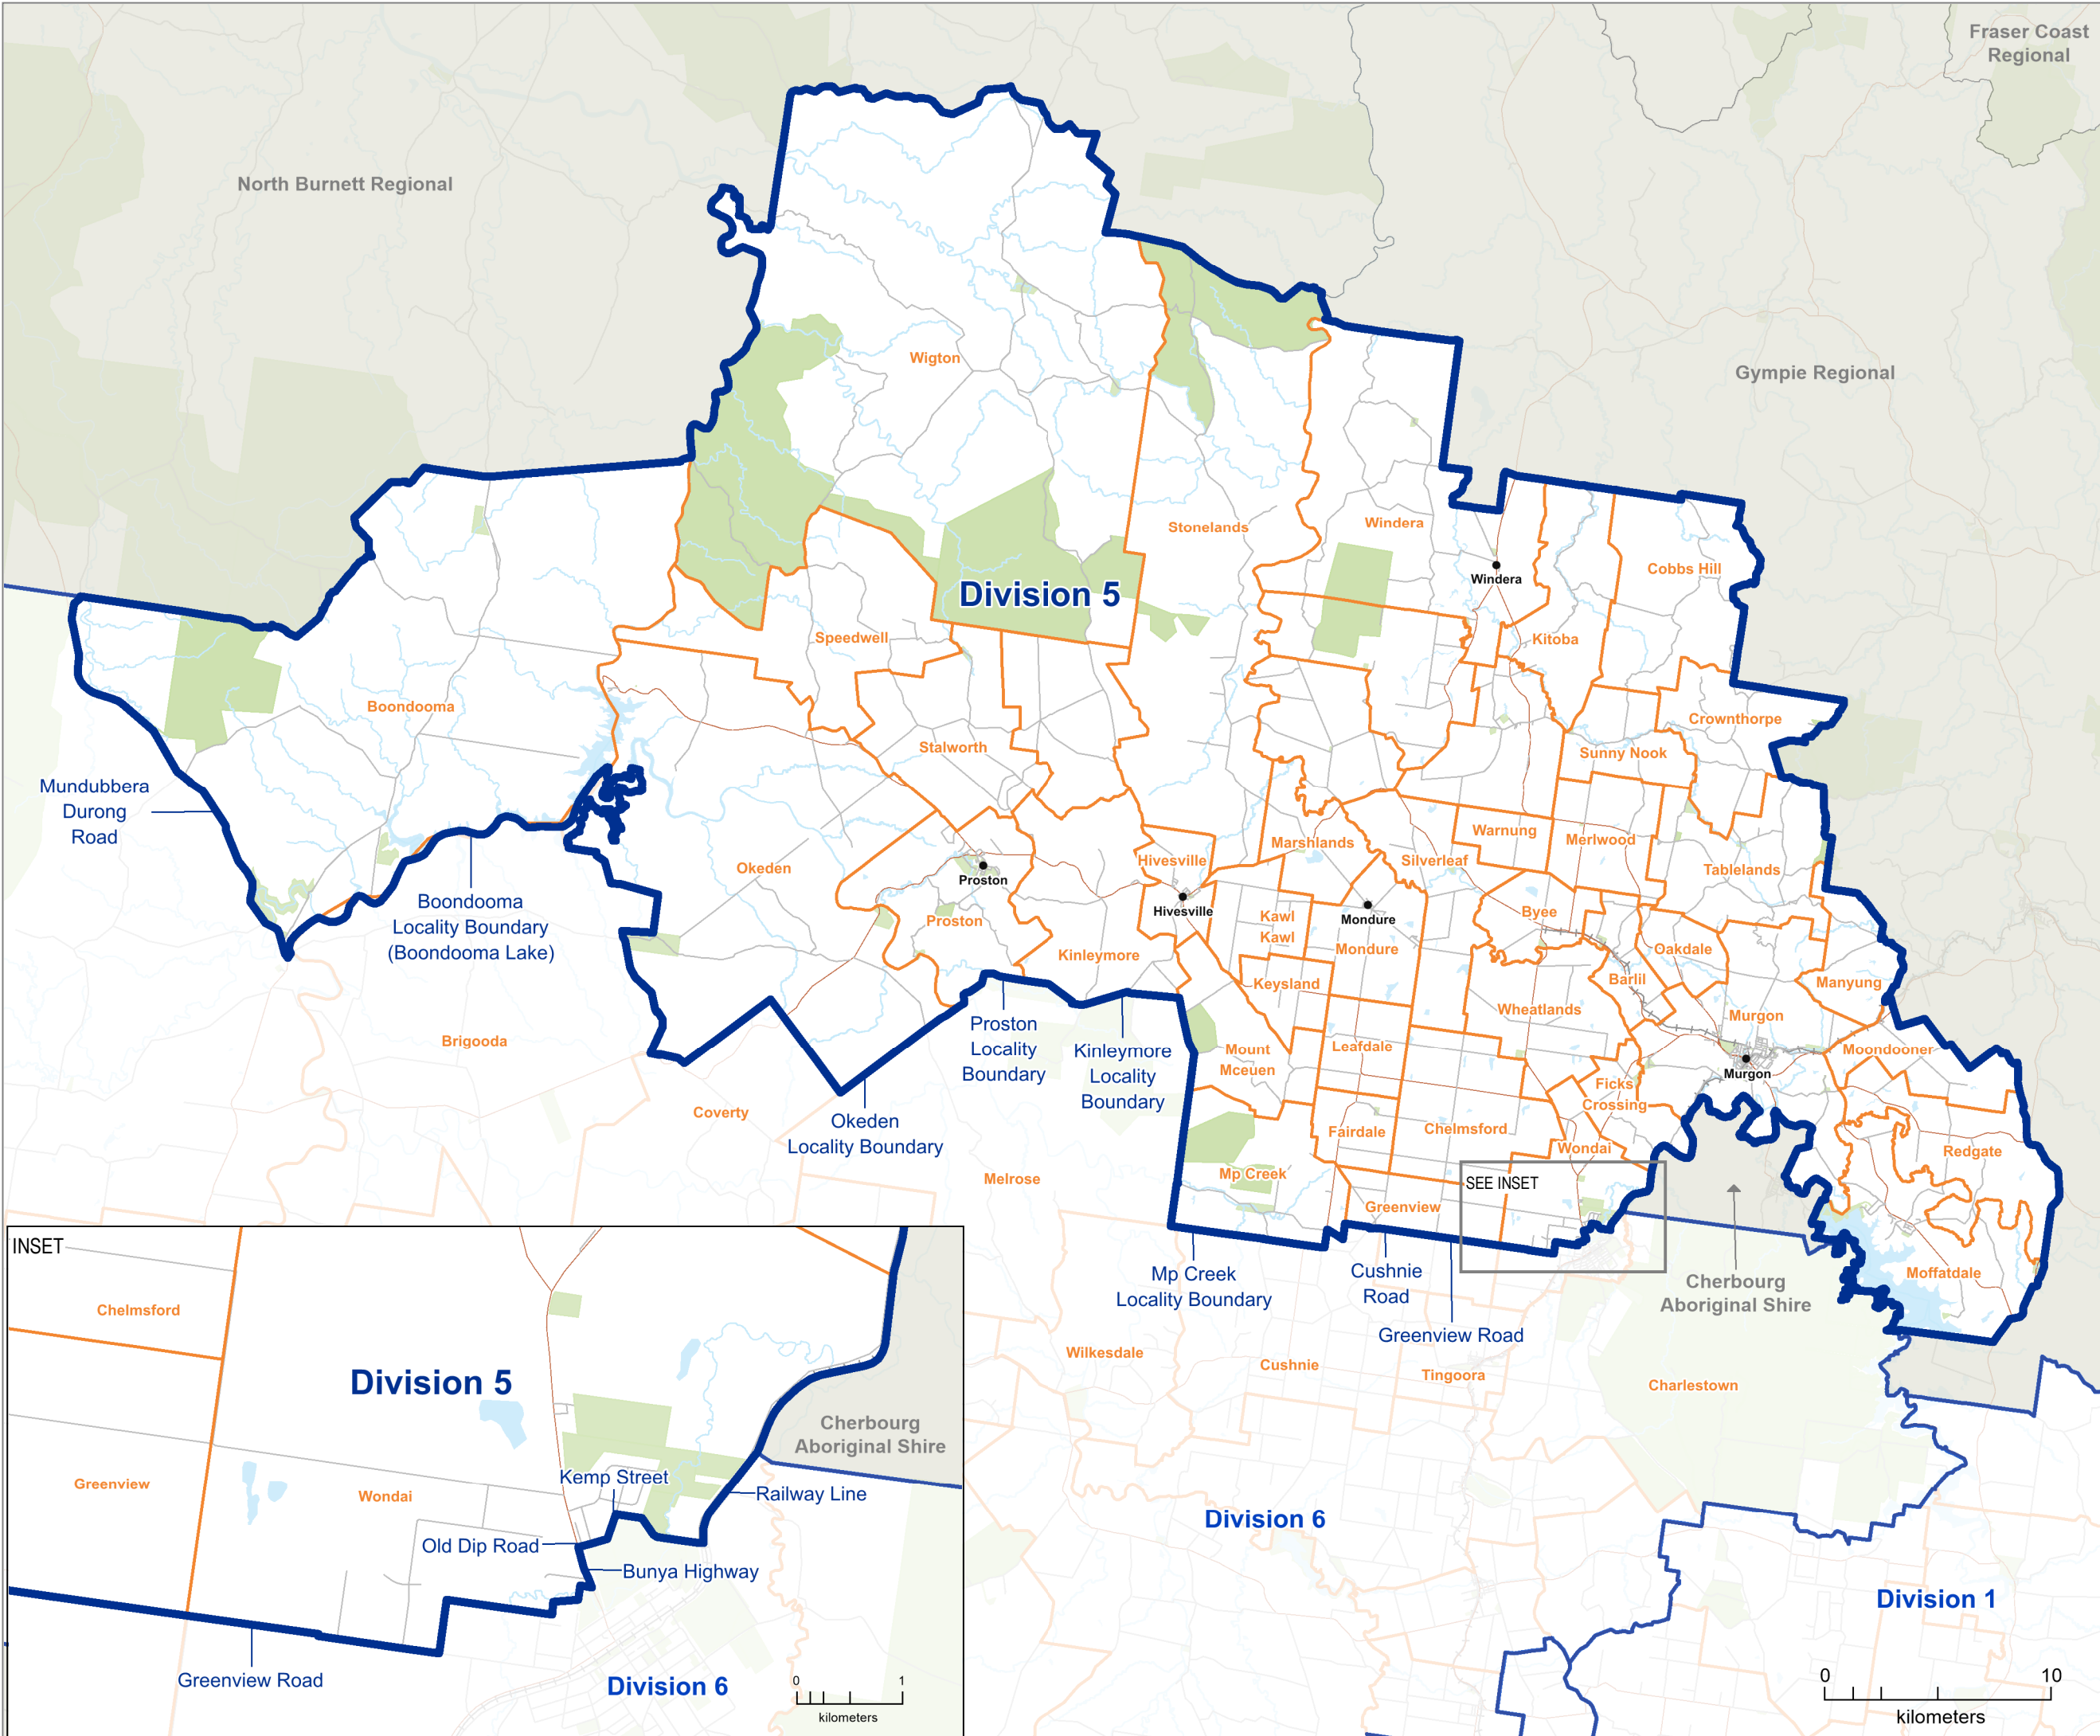 Fraser Coast
Regional
North Burnett Regional
Gympie Regional
Wigton
Stonelands
Windera
Windera
Cobbs Hill
Division 5
Speedwell
Kitoba
Boondooma
Crownthorpe
Stalworth
Sunny Nook
Mundubbera
Durong
Road
Okeden
Proston
Proston
Hivesville
Hivesville
Marshlands
Silverleaf
Warnung
Merlwood
Tablelands
Boondooma
Locality Boundary
(Boondooma Lake)
Kawl
Kawl
Mondure
Mondure
Byee
Oakdale
Kinleymore
Keysland
Barlil
Manyung
Wheatlands
Murgon
Murgon
Brigooda
Proston
Locality
Boundary
Kinleymore
Locality
Boundary
Mount
Mceuen
Leafdale
Moondooner
Ficks
Crossing
Coverty
Okeden
Locality Boundary
Fairdale
Chelmsford
Wondai
Redgate
Melrose
Mp Creek
SEE INSET
Greenview
Mp Creek
Locality Boundary
Cushnie
Road
Greenview Road
Cherbourg
Aboriginal Shire
Moffatdale
Wilkesdale
Cushnie
Tingoora
Charlestown
Division 6
Division 1
0 10
kilometers
INSET
Chelmsford
Division 5
Cherbourg
Aboriginal Shire
Greenview
Wondai
Kemp Street
Railway Line
Old Dip Road
Bunya Highway
Greenview Road
Division 6
0 1
kilometers